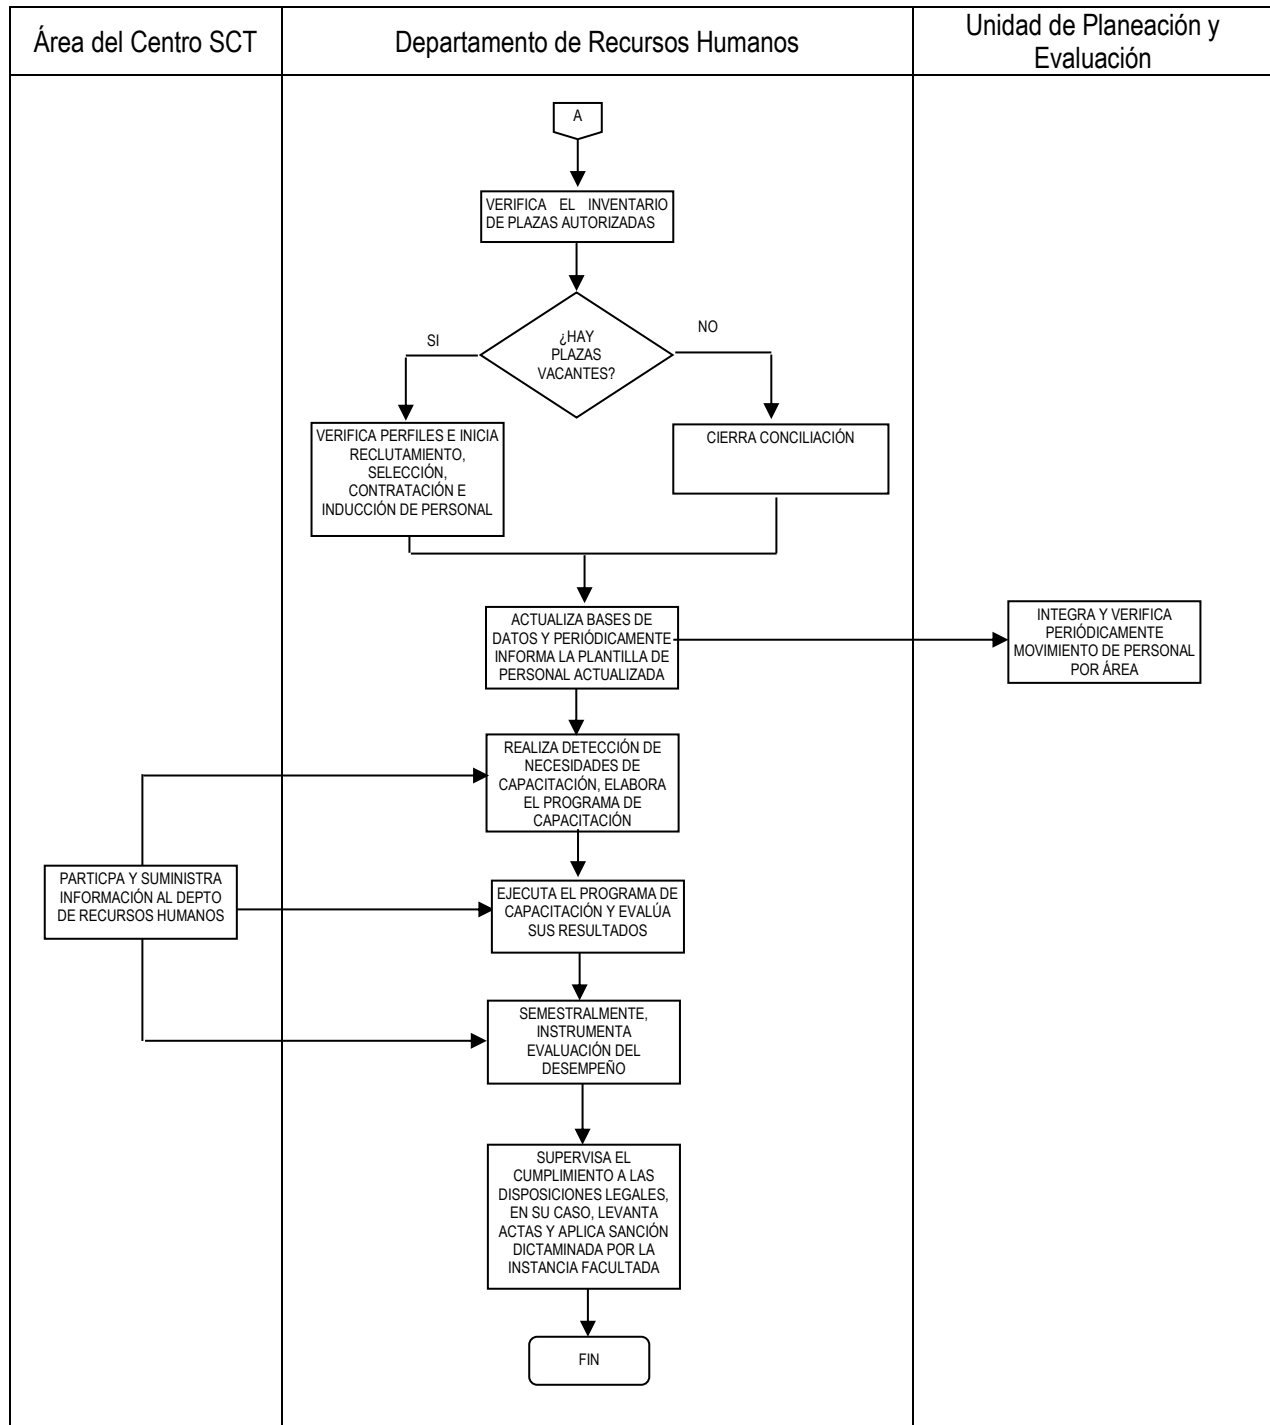 Área del Centro SCT
Departamento de Recursos Humanos
Unidad de Planeación y
Evaluación
A
VERIFICA EL INVENTARIO
DE PLAZAS AUTORIZADAS
¿HAY
PLAZAS
VACANTES?
SI
NO
VERIFICA PERFILES E INICIA
RECLUTAMIENTO,
SELECCIÓN,
CONTRATACIÓN E
INDUCCIÓN DE PERSONAL
CIERRA CONCILIACIÓN
ACTUALIZA BASES DE
DATOS Y PERIÓDICAMENTE
INFORMA LA PLANTILLA DE
PERSONAL ACTUALIZADA
INTEGRA Y VERIFICA
PERIÓDICAMENTE
MOVIMIENTO DE PERSONAL
POR ÁREA
REALIZA DETECCIÓN DE
NECESIDADES DE
CAPACITACIÓN, ELABORA
EL PROGRAMA DE
CAPACITACIÓN
PARTICPA Y SUMINISTRA
INFORMACIÓN AL DEPTO
DE RECURSOS HUMANOS
EJECUTA EL PROGRAMA DE
CAPACITACIÓN Y EVALÚA
SUS RESULTADOS
SEMESTRALMENTE,
INSTRUMENTA
EVALUACIÓN DEL
DESEMPEÑO
SUPERVISA EL
CUMPLIMIENTO A LAS
DISPOSICIONES LEGALES,
EN SU CASO, LEVANTA
ACTAS Y APLICA SANCIÓN
DICTAMINADA POR LA
INSTANCIA FACULTADA
FIN